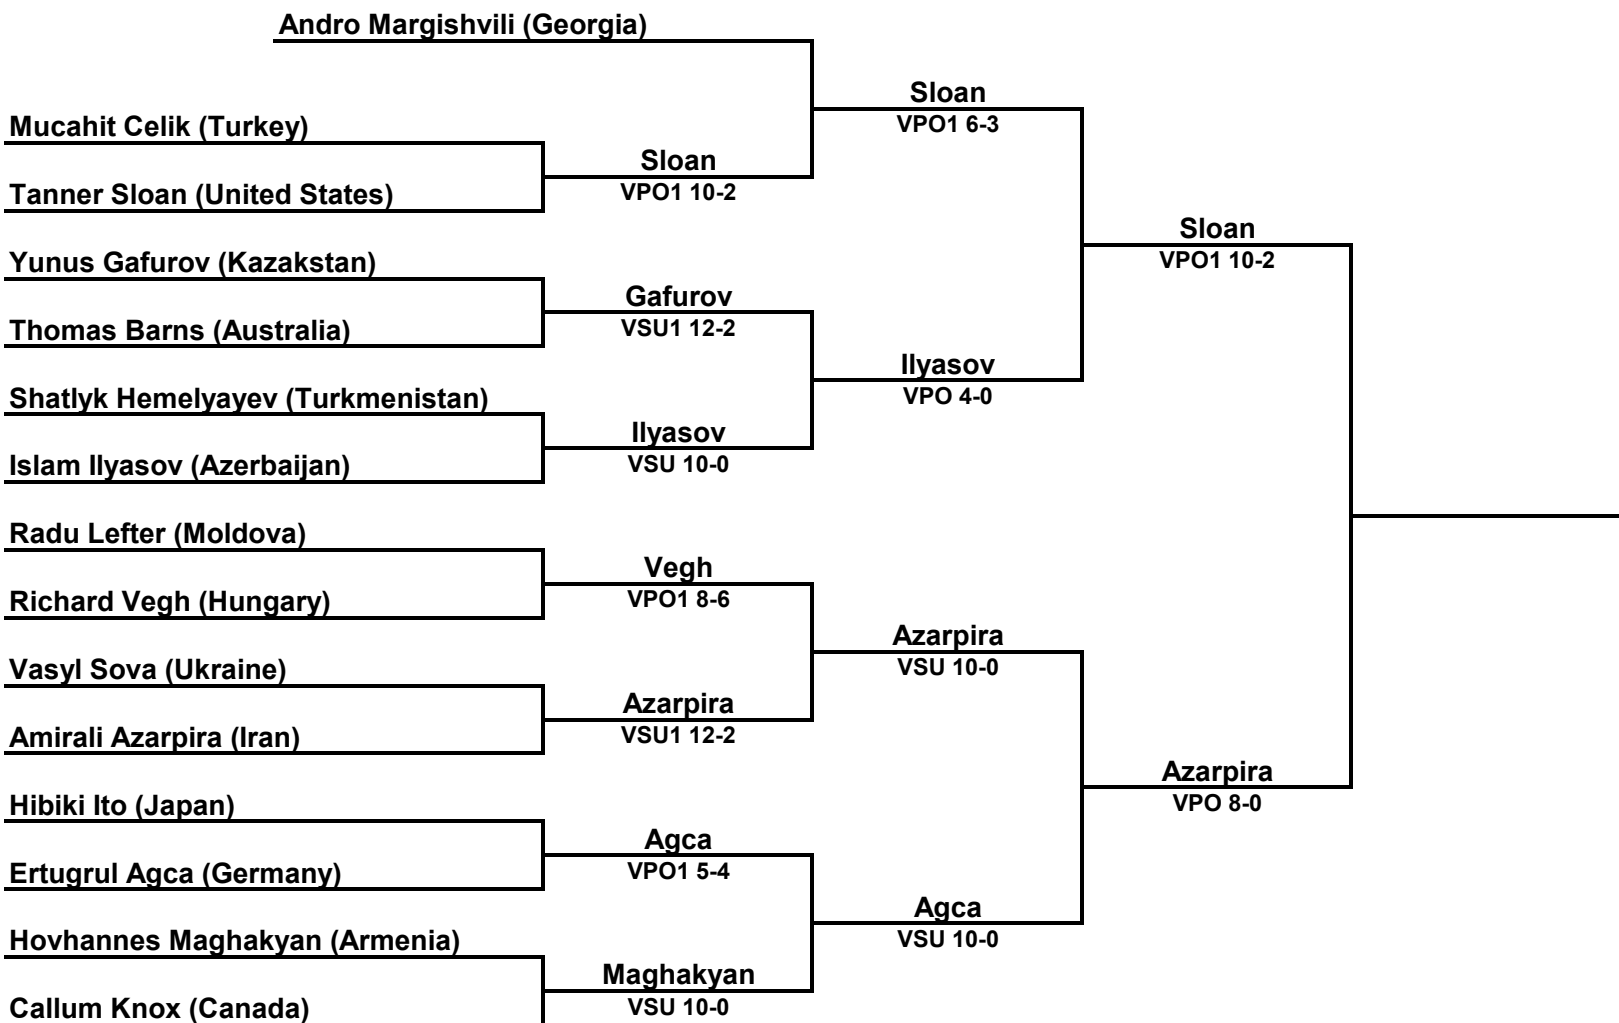 Andro Margishvili (Georgia)
Sloan
VPO1 6-3
Mucahit Celik (Turkey)
Sloan
VPO1 10-2
Tanner Sloan (United States)
Sloan
VPO1 10-2
Yunus Gafurov (Kazakstan)
Gafurov
VSU1 12-2
Thomas Barns (Australia)
Ilyasov
VPO 4-0
Shatlyk Hemelyayev (Turkmenistan)
Ilyasov
VSU 10-0
Islam Ilyasov (Azerbaijan)
Radu Lefter (Moldova)
Vegh
VPO1 8-6
Richard Vegh (Hungary)
Azarpira
VSU 10-0
Vasyl Sova (Ukraine)
Azarpira
VSU1 12-2
Amirali Azarpira (Iran)
Azarpira
VPO 8-0
Hibiki Ito (Japan)
Agca
VPO1 5-4
Ertugrul Agca (Germany)
Agca
VSU 10-0
Hovhannes Maghakyan (Armenia)
Maghakyan
VSU 10-0
Callum Knox (Canada)